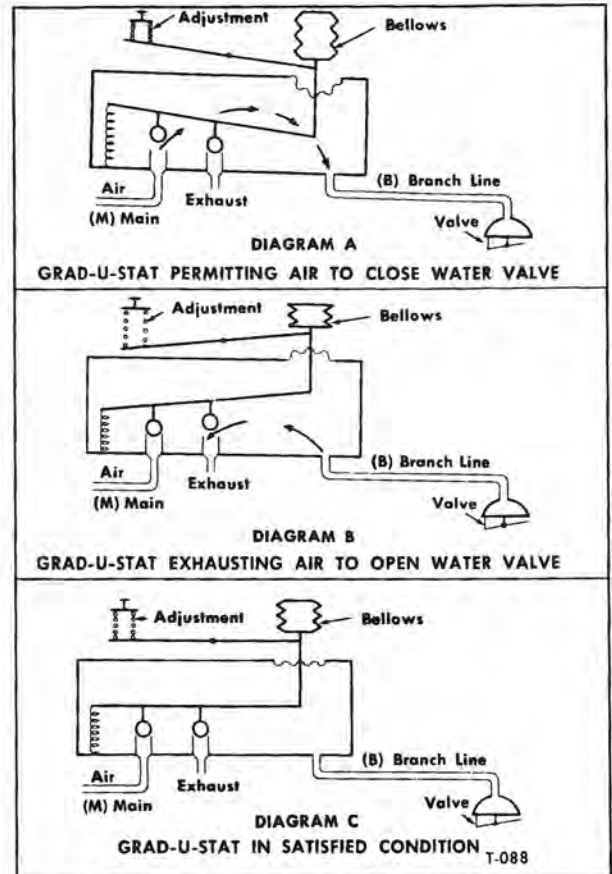 Adjustment
Bellows
Air
(M) Main
Exhaust
(B) Branch Line
Valve
DIAGRAM A
GRAD-U-STAT PERMITTING AIR TO CLOSE WATER VALVE
Adjustment
Bellows
Air
(M) Main
Exhaust
(B) Branch Line
Valve
DIAGRAM B
GRAD-U-STAT EXHAUSTING AIR TO OPEN WATER VALVE
Adjustment
Bellows
Air
(M) Main
Exhaust
(B) Branch Line
Valve
DIAGRAM C
GRAD-U-STAT IN SATISFIED CONDITION
T-088